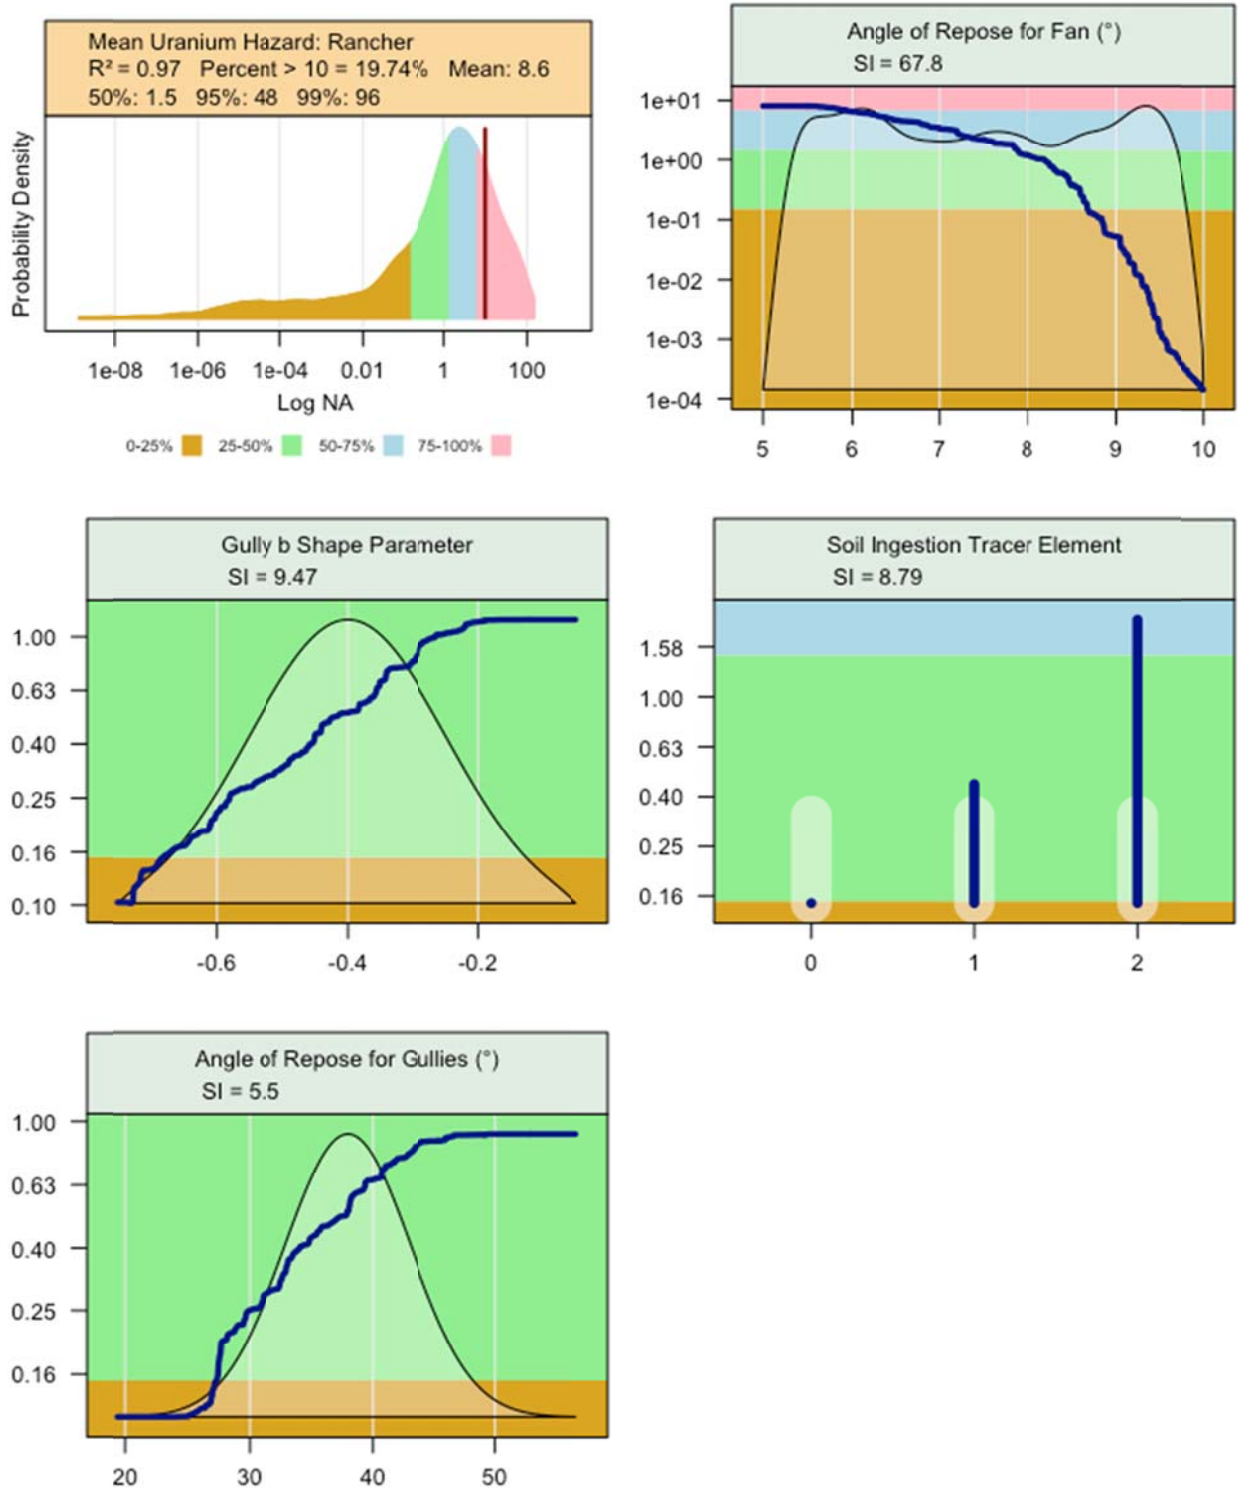 Mean Uranium Hazard: Rancher
R² = 0.97 Percent > 10 = 19.74% Mean: 8.6
50%: 1.5 95%: 48 99%: 96
Probability Density
1e-08 1e-06 1e-04 0.01 1 100
Log NA
0-25% 25-50% 50-75% 75-100%
Angle of Repose for Fan (°)
SI = 67.8
1e+01
1e+00
1e-01
1e-02
1e-03
1e-04
5 6 7 8 9 10
Gully b Shape Parameter
SI = 9.47
1.00
0.63
0.40
0.25
0.16
0.10
-0.6 -0.4 -0.2
Soil Ingestion Tracer Element
SI = 8.79
1.58
1.00
0.63
0.40
0.25
0.16
0 1 2
Angle of Repose for Gullies (°)
SI = 5.5
1.00
0.63
0.40
0.25
0.16
20 30 40 50